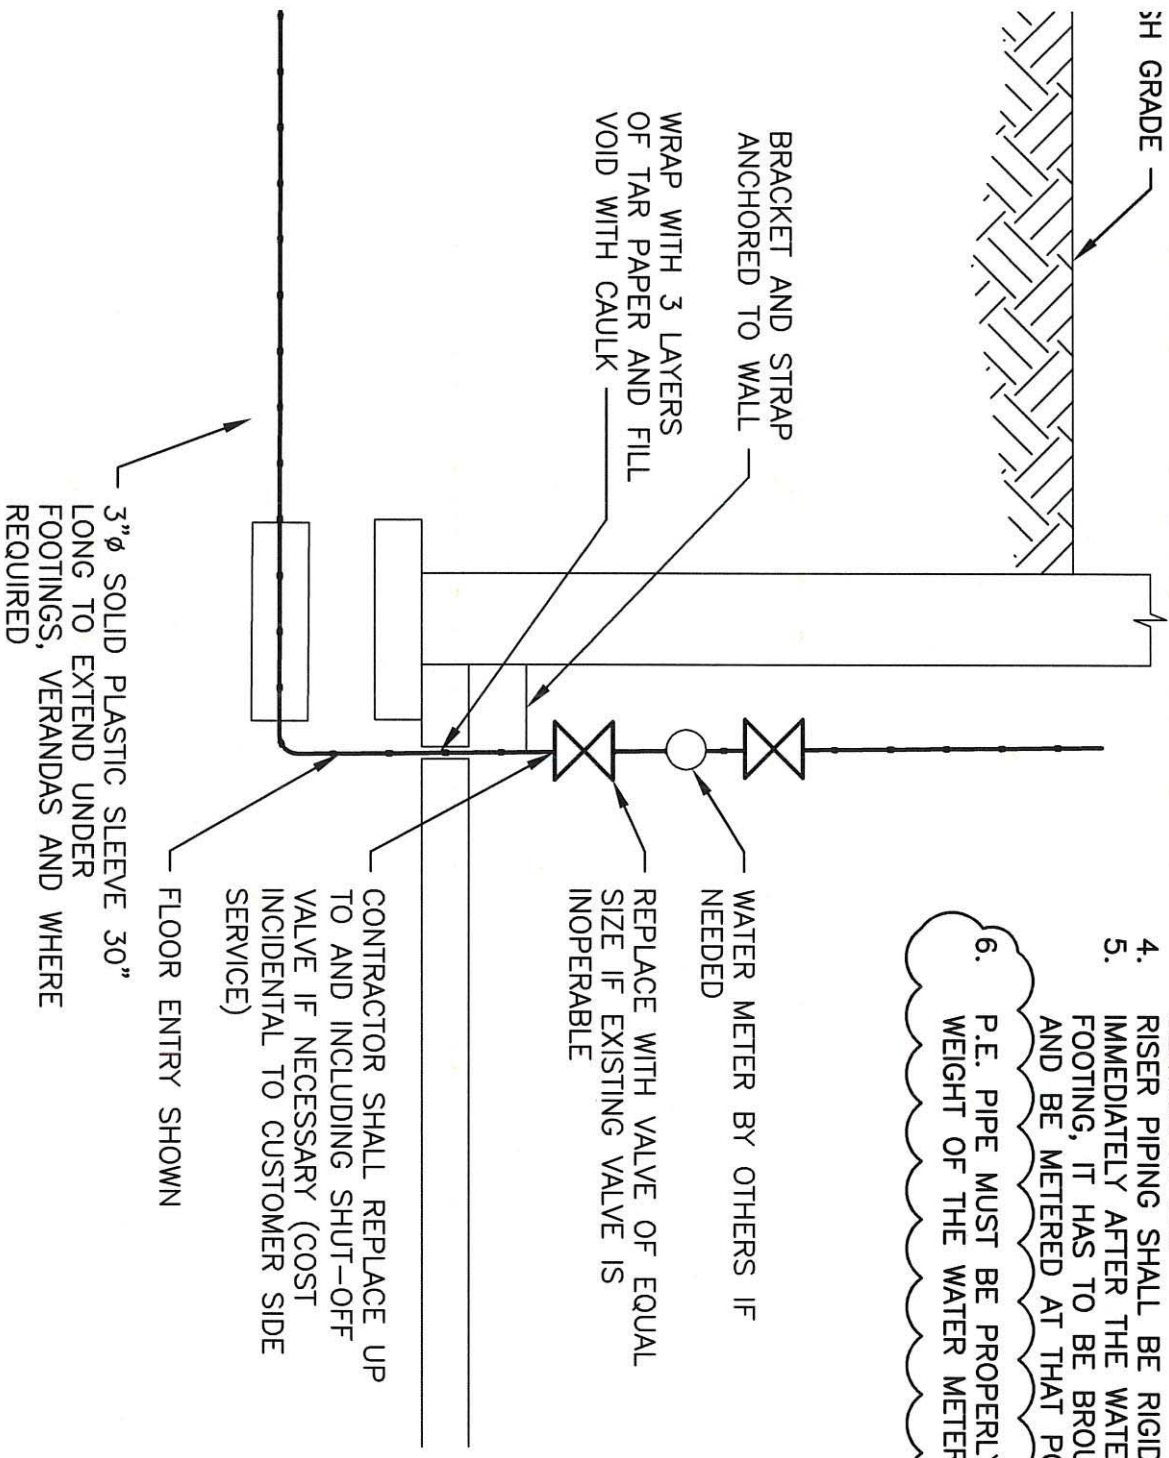 SH GRADE
4. RISER PIPING SHALL BE RIGID
5. IMMEDIATELY AFTER THE WATE
FOOTING, IT HAS TO BE BROU
AND BE METERED AT THAT PO
6. P.E. PIPE MUST BE PROPERLY
WEIGHT OF THE WATER METER
BRACKET AND STRAP
ANCHORED TO WALL
WRAP WITH 3 LAYERS
OF TAR PAPER AND FILL
VOID WITH CAULK
WATER METER BY OTHERS IF
NEEDED
REPLACE WITH VALVE OF EQUAL
SIZE IF EXISTING VALVE IS
INOPERABLE
CONTRACTOR SHALL REPLACE UP
TO AND INCLUDING SHUT-OFF
VALVE IF NECESSARY (COST
INCIDENTAL TO CUSTOMER SIDE
SERVICE)
FLOOR ENTRY SHOWN
3"ø SOLID PLASTIC SLEEVE 30"
LONG TO EXTEND UNDER
FOOTINGS, VERANDAS AND WHERE
REQUIRED